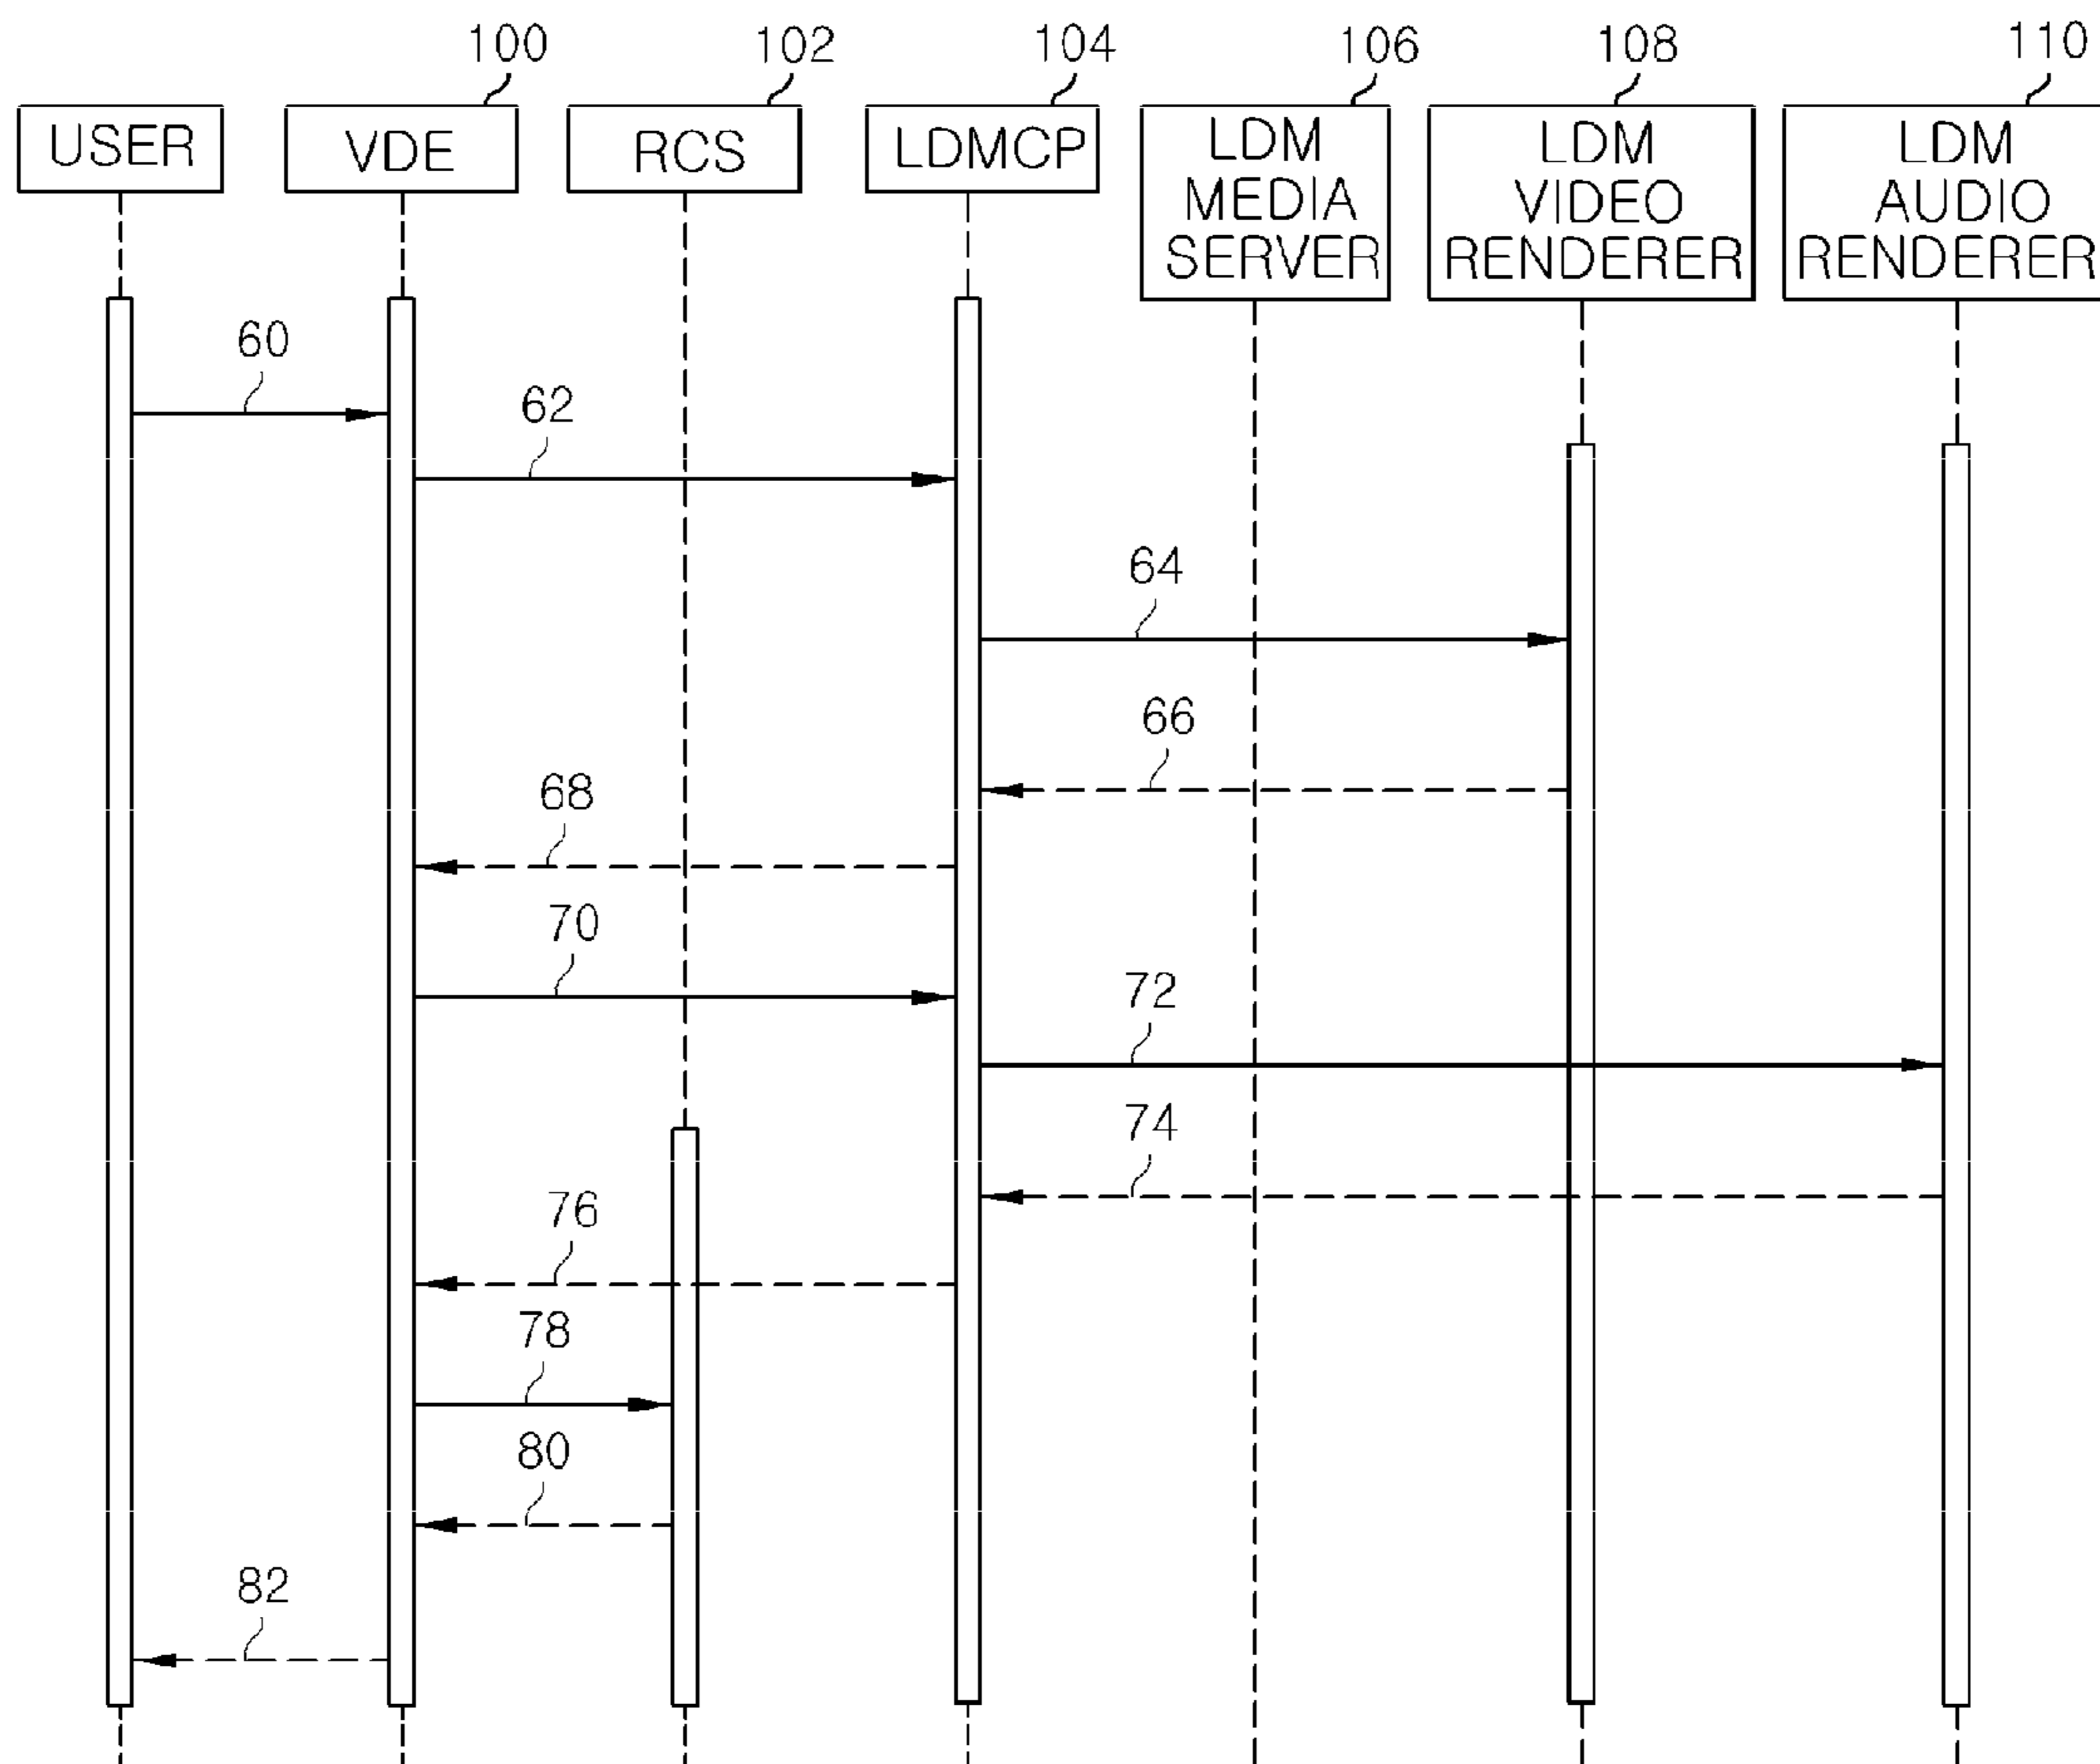 100
102
104
106
108
110
USER
VDE
RCS
LDMCP
LDM
MEDIA
SERVER
LDM
VIDEO
RENDERER
LDM
AUDIO
RENDERER
60
62
64
66
68
70
72
74
76
78
80
82